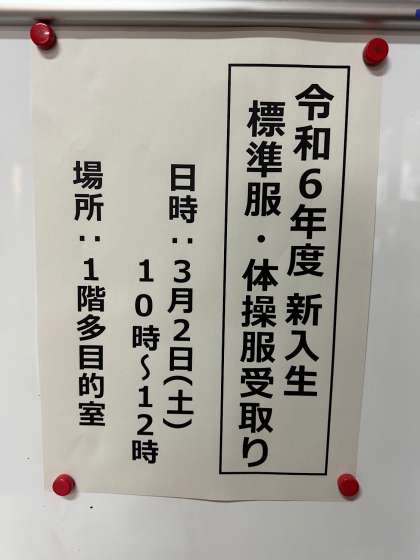 令和6年度 新入生
標準服・体操服受取り
日時：3月2日(土)
10時～12時
場所：1階多目的室